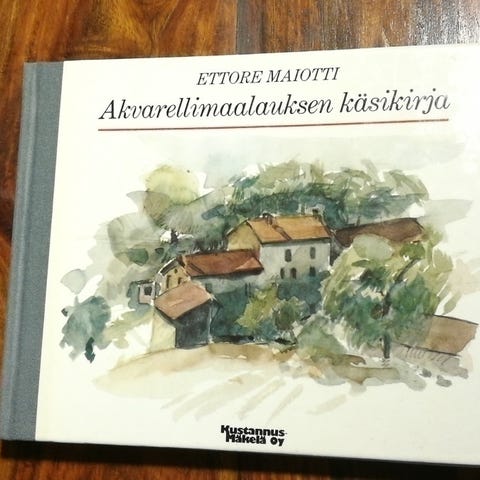 ETTORE MAIOTTI
Akvarellimaalauksen käsikirja
Kustannus-
Mäkelä Oy